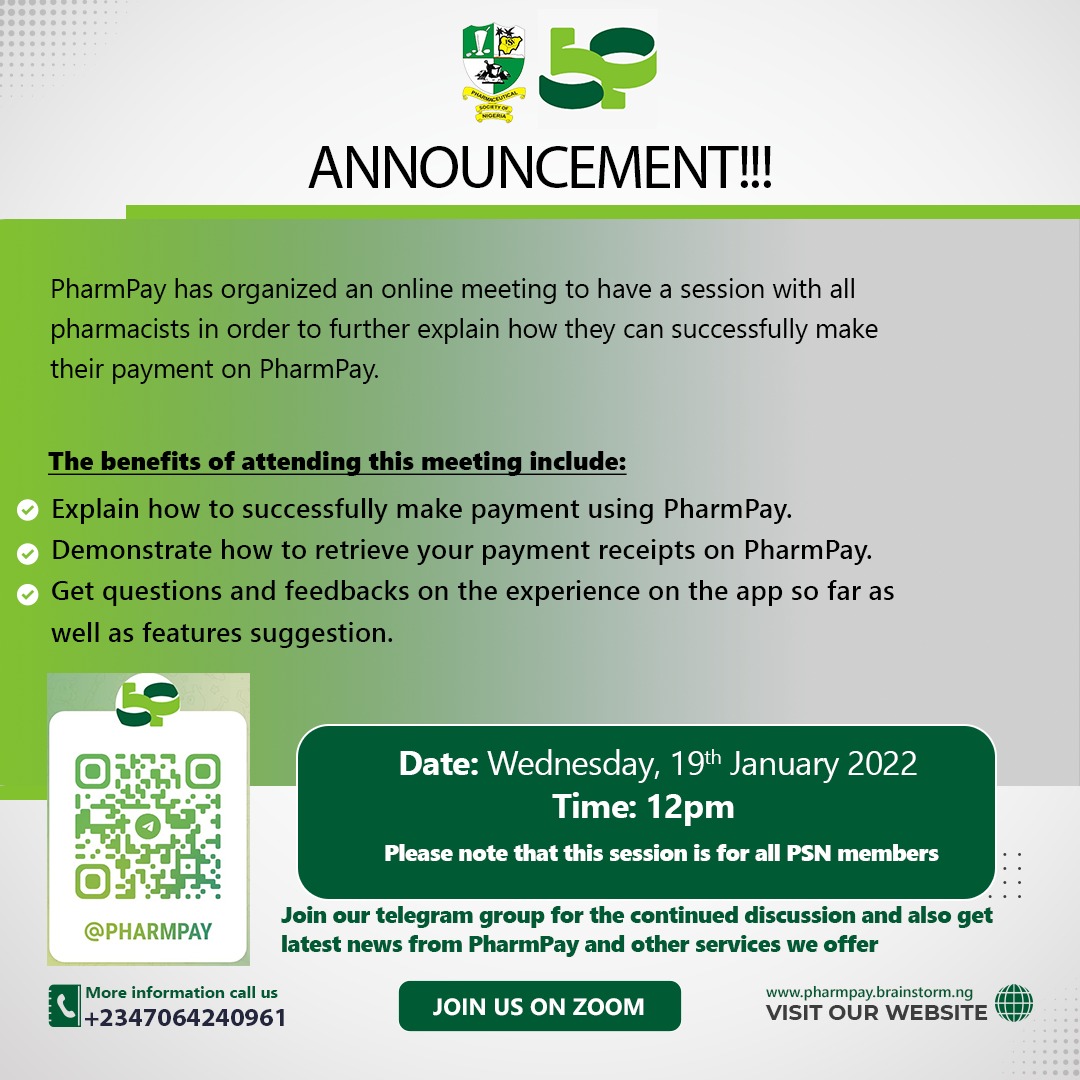 PHARMACEUTICAL
SOCIETY OF
NIGERIA
ANNOUNCEMENT!!!
PharmPay has organized an online meeting to have a session with all
pharmacists in order to further explain how they can successfully make
their payment on PharmPay.
The benefits of attending this meeting include:
Explain how to successfully make payment using PharmPay.
Demonstrate how to retrieve your payment receipts on PharmPay.
Get questions and feedbacks on the experience on the app so far as
well as features suggestion.
@PHARMPAY
Date: Wednesday, 19th January 2022
Time: 12pm
Please note that this session is for all PSN members
Join our telegram group for the continued discussion and also get
latest news from PharmPay and other services we offer
More information call us
+2347064240961
JOIN US ON ZOOM
www.pharmpay.brainstorm.ng
VISIT OUR WEBSITE